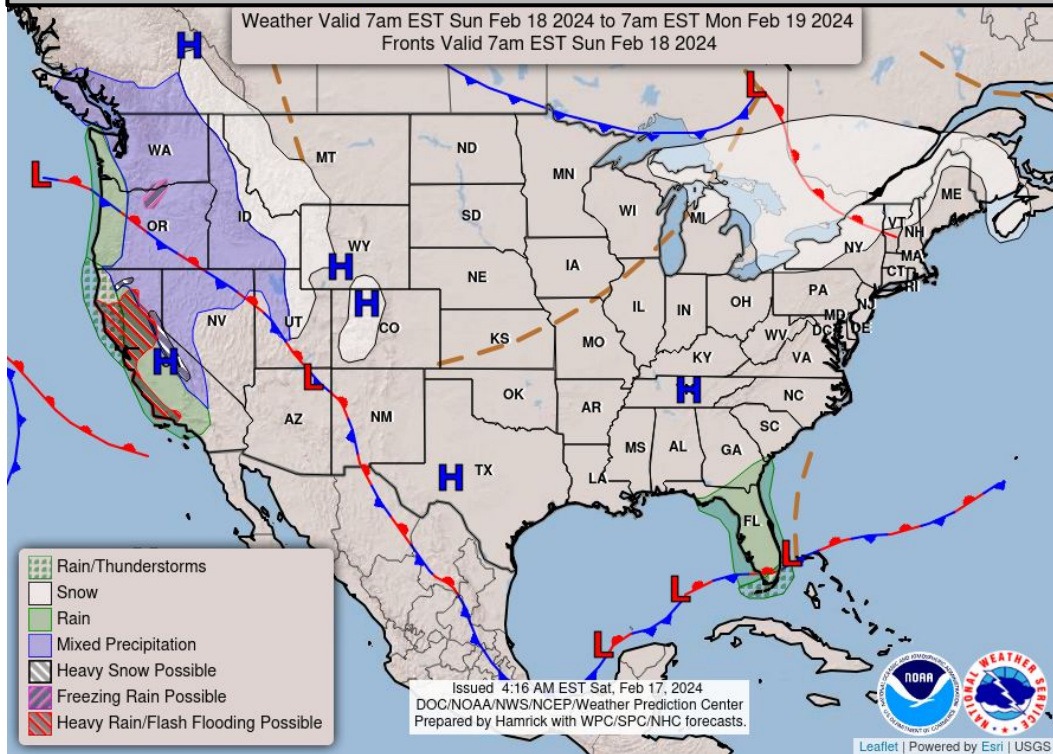 Weather Valid 7am EST Sun Feb 18 2024 to 7am EST Mon Feb 19 2024
Fronts Valid 7am EST Sun Feb 18 2024
H
L
WA
MT
ND
MN
L
ME
OR
ID
SD
WI
MI
VT
NH
WY
NY
MA
H
CT
RI
NE
IA
PA
NJ
H
NV
UT
CO
IL
IN
OH
MD
DE
DC
WV
VA
H
KS
MO
KY
L
AZ
NM
OK
AR
H
NC
SC
H
TX
MS
AL
GA
LA
FL
L
L
L
Rain/Thunderstorms
Snow
Rain
Mixed Precipitation
Heavy Snow Possible
Freezing Rain Possible
Heavy Rain/Flash Flooding Possible
Issued 4:16 AM EST Sat, Feb 17, 2024
DOC/NOAA/NWS/NCEP/Weather Prediction Center
Prepared by Hamrick with WPC/SPC/NHC forecasts.
NOAA
NATIONAL WEATHER SERVICE
Leaflet | Powered by Esri | USGS